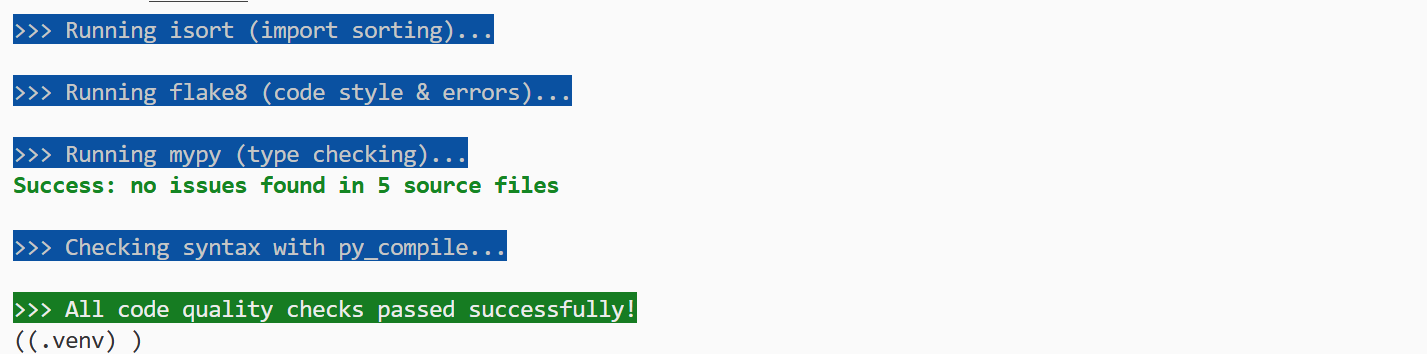 >>> Running isort (import sorting)...
>>> Running flake8 (code style & errors)...
>>> Running mypy (type checking)...
Success: no issues found in 5 source files
>>> Checking syntax with py_compile...
>>> All code quality checks passed successfully!
((.venv) )